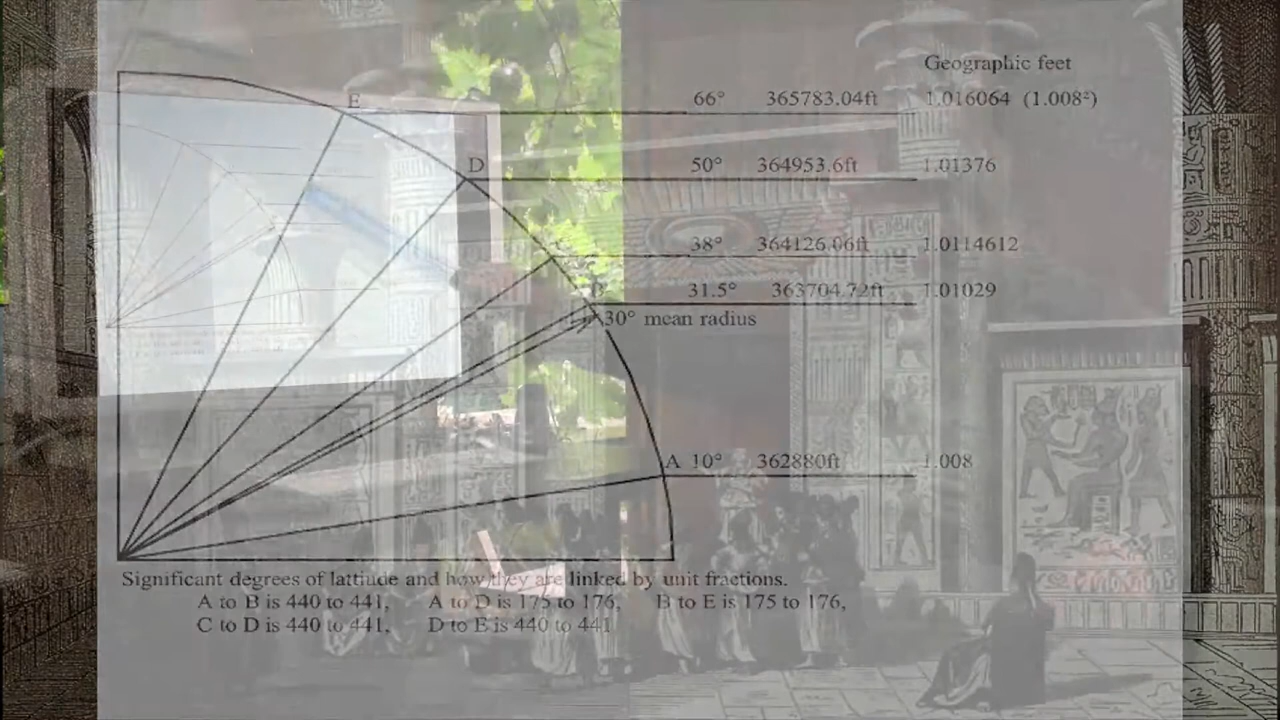 Geographic feet
E 66° 365783.04ft 1.016064 (1.008²)
D 50° 364953.6ft 1.01376
38° 364126.06ft 1.0114612
B 31.5° 363704.72ft 1.01029
30° mean radius
A 10° 362880ft 1.008
Significant degrees of lattiude and how they are linked by unit fractions.
A to B is 440 to 441, A to D is 175 to 176, B to E is 175 to 176,
C to D is 440 to 441, D to E is 440 to 441